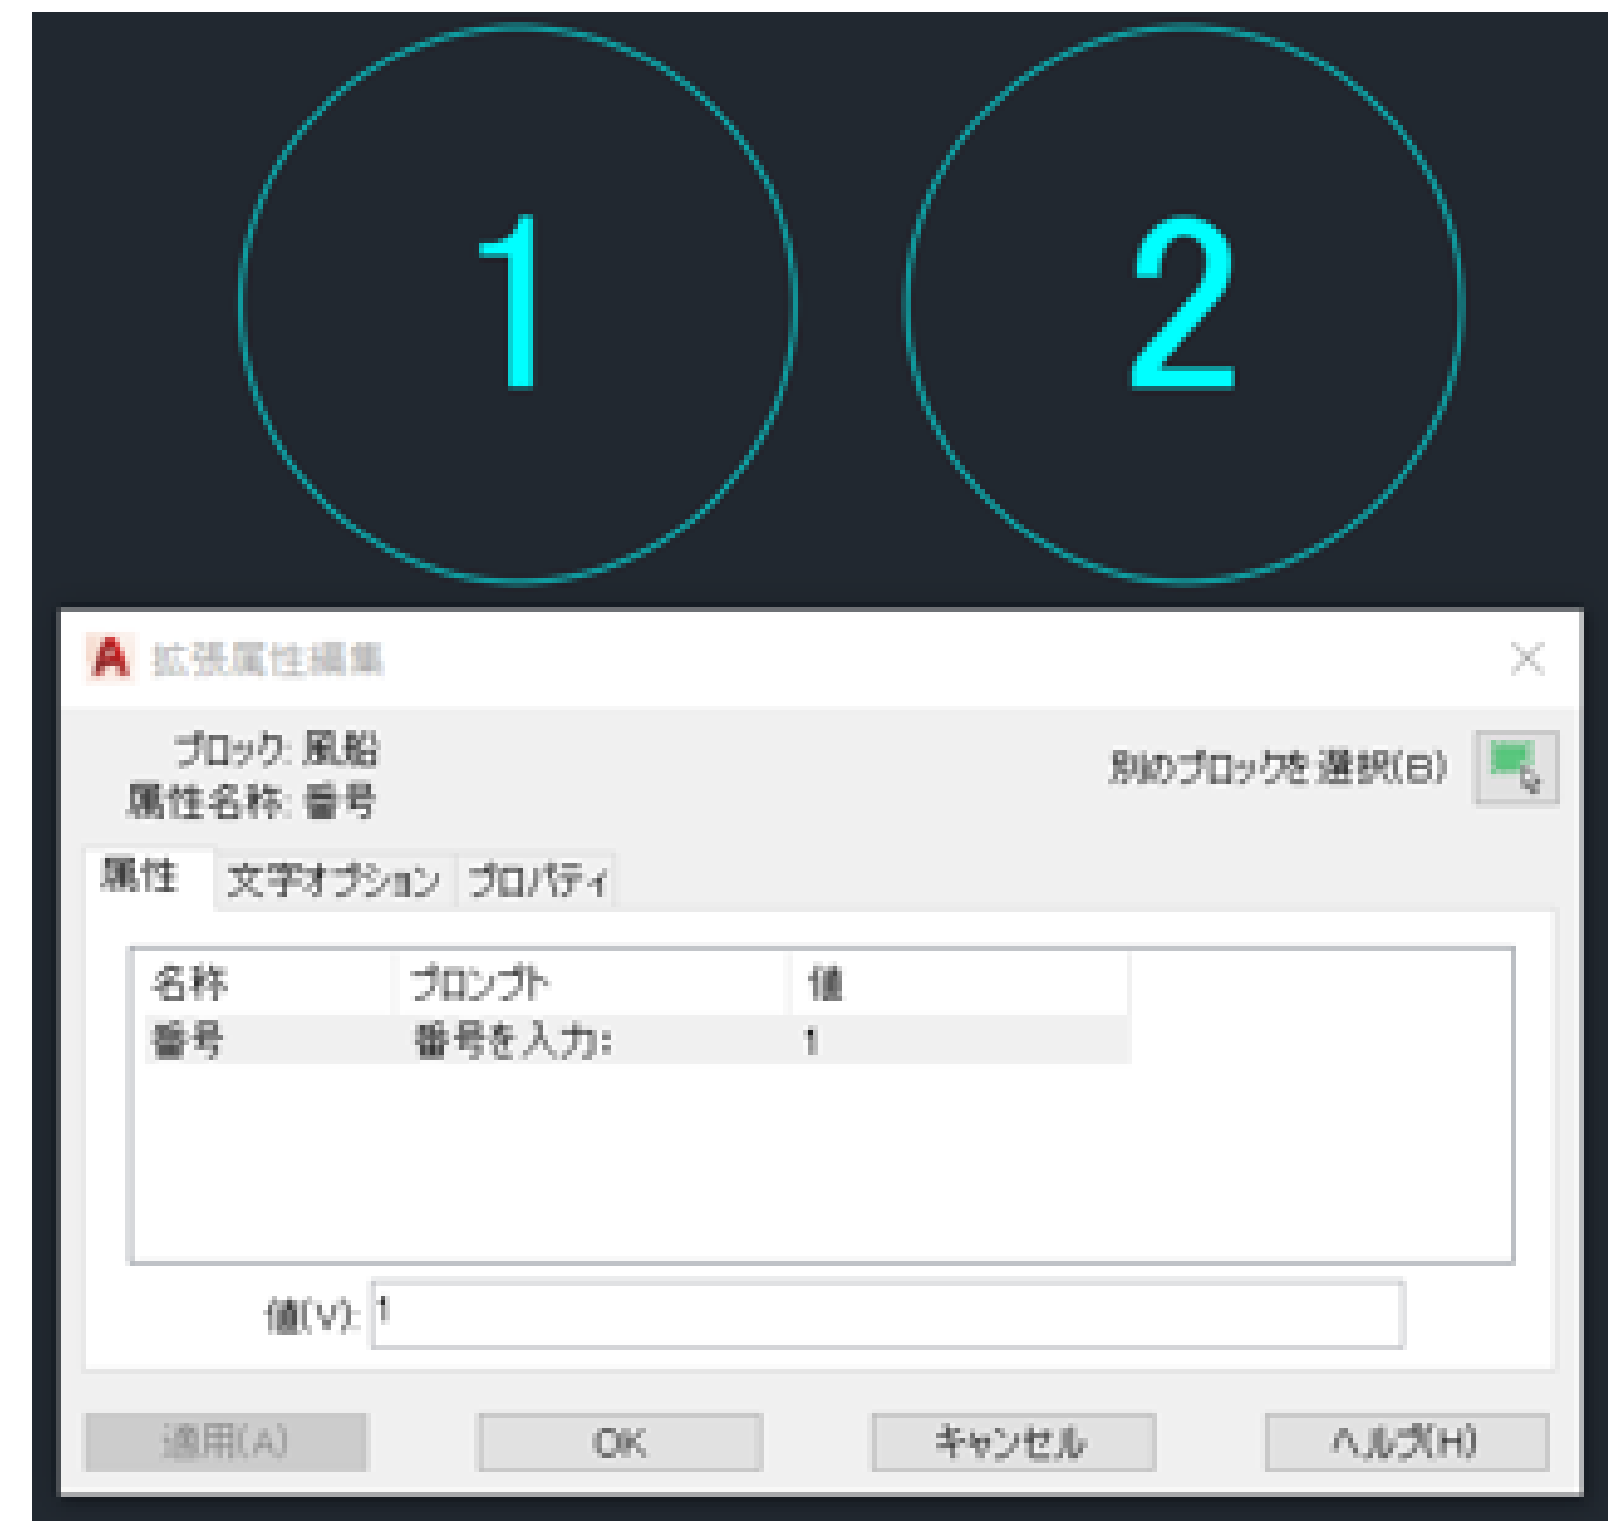 1 2
拡張属性編集
ブロック: 風船
属性名称: 番号
別のブロックを選択(B)
属性 文字オプション プロパティ
名称 プロンプト 値
番号 番号を入力: 1
値(V): 1
適用(A) OK キャンセル ヘルプ(H)